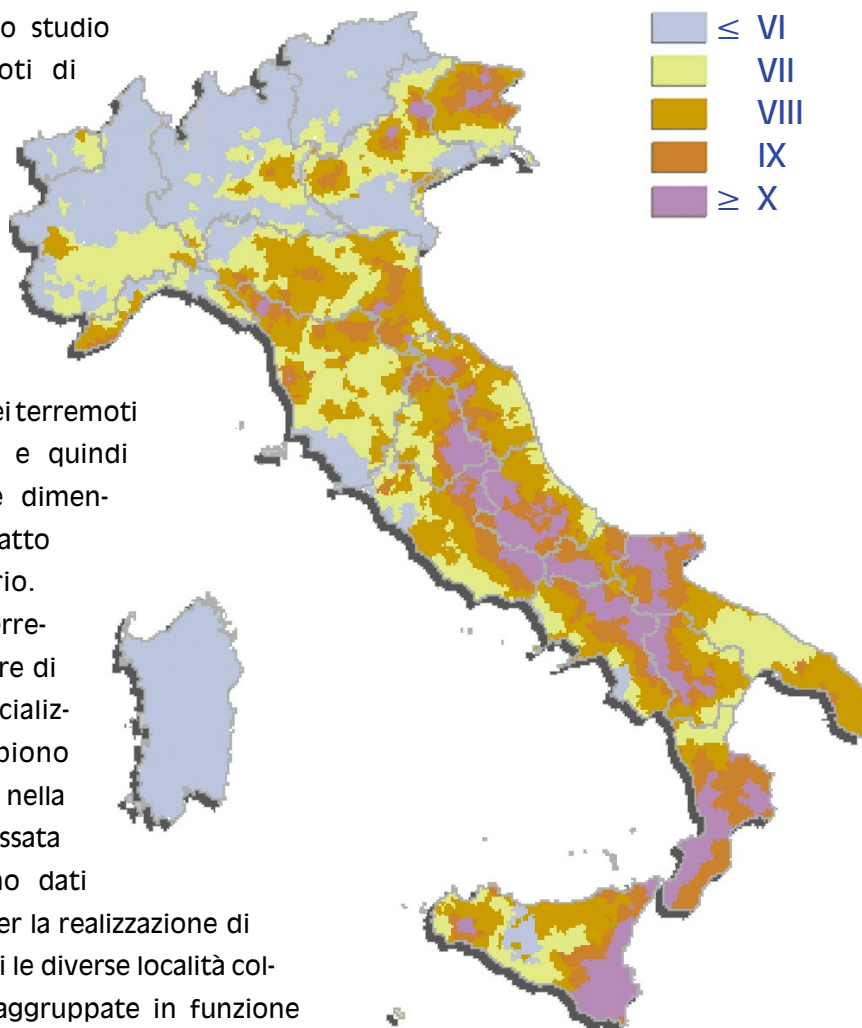 o studio
oti di
≤ VI
VII
VIII
IX
≥ X
ei terremoti
e quindi
e dimen-
atto
rio.
orre-
re di
cializ-
piono
nella
ssata
no dati
er la realizzazione di
i le diverse località col-
aggruppate in funzione